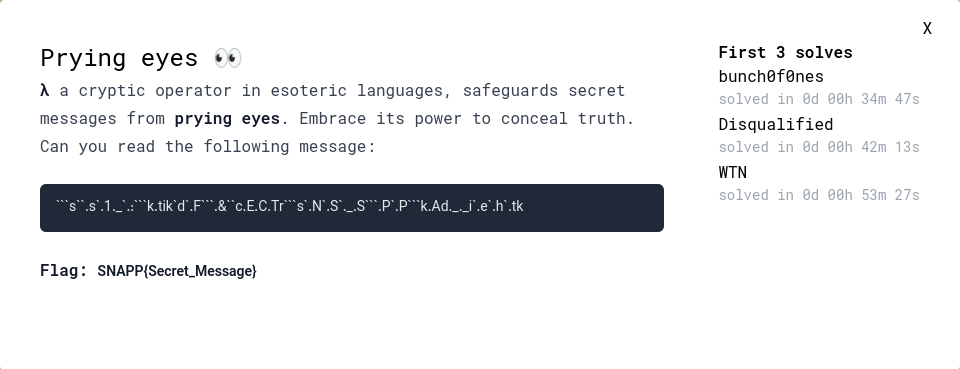 X
Prying eyes 👀
λ a cryptic operator in esoteric languages, safeguards secret
messages from prying eyes. Embrace its power to conceal truth.
Can you read the following message:
```s``.s`.1._`.:```k.tik`d`.F```.&``c.E.C.Tr```s`.N`.S`._.S```.P`.P```k.Ad._._i`.e`.h`.tk
Flag: SNAPP{Secret_Message}
First 3 solves
bunch0f0nes
solved in 0d 00h 34m 47s
Disqualified
solved in 0d 00h 42m 13s
WTN
solved in 0d 00h 53m 27s